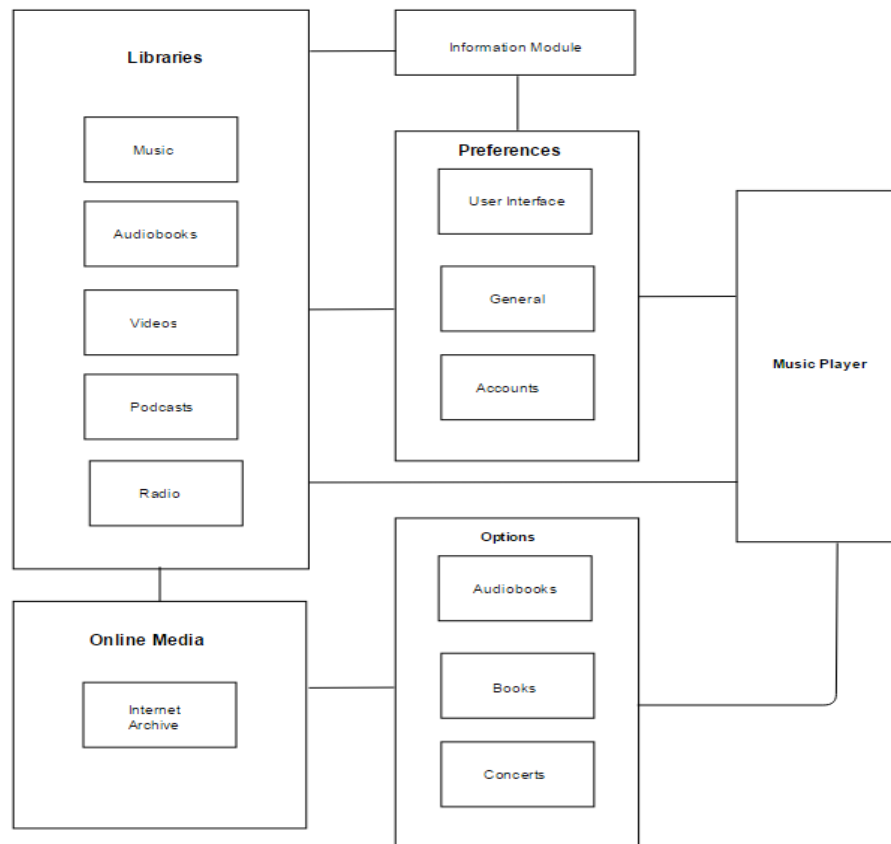 Libraries
Music
Audiobooks
Videos
Podcasts
Radio
Information Module
Preferences
User Interface
General
Accounts
Music Player
Online Media
Internet
Archive
Options
Audiobooks
Books
Concerts